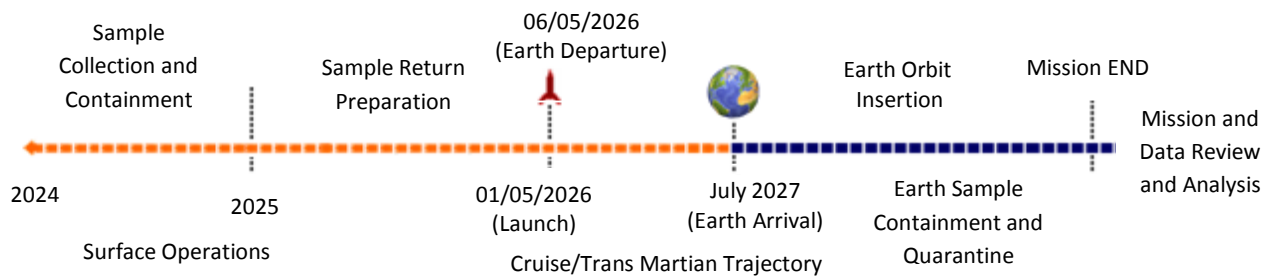 Sample
Collection and
Containment
Sample Return
Preparation
06/05/2026
(Earth Departure)
Earth Orbit
Insertion
Mission END
Mission and
Data Review
and Analysis
2024
2025
01/05/2026
(Launch)
July 2027
(Earth Arrival)
Earth Sample
Containment and
Quarantine
Surface Operations
Cruise/Trans Martian Trajectory